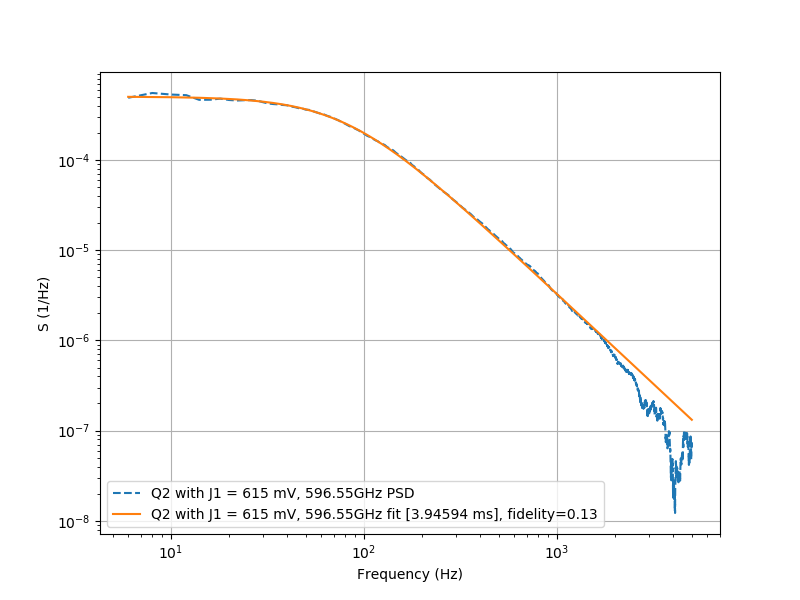 S (1/Hz)
10⁻⁴
10⁻⁵
10⁻⁶
10⁻⁷
10⁻⁸
Q2 with J1 = 615 mV, 596.55GHz PSD
Q2 with J1 = 615 mV, 596.55GHz fit [3.94594 ms], fidelity=0.13
10¹ 10² 10³
Frequency (Hz)